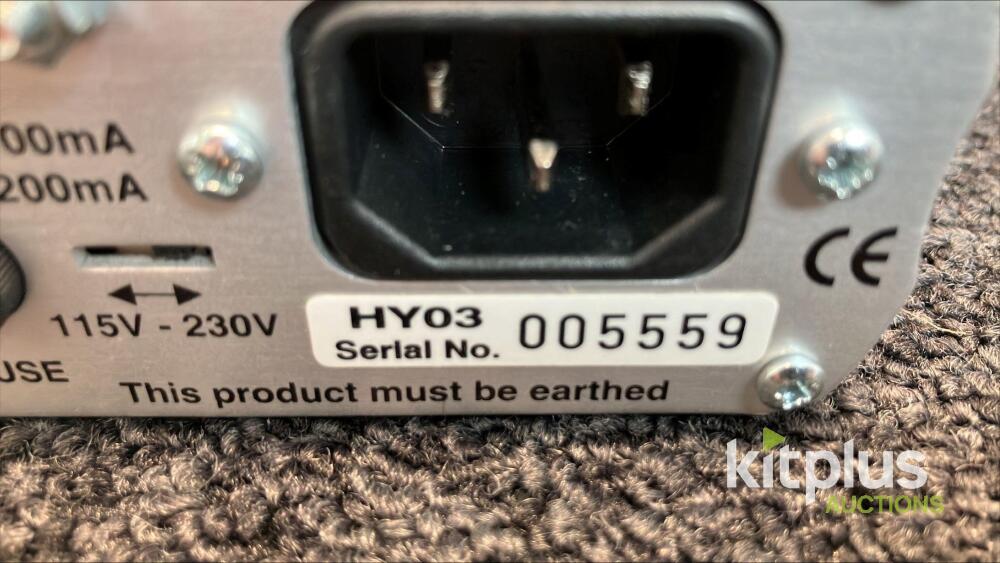 00mA
200mA
CE
115V - 230V
HY03
Serial No. 005559
USE
This product must be earthed
kitplus
AUCTIONS